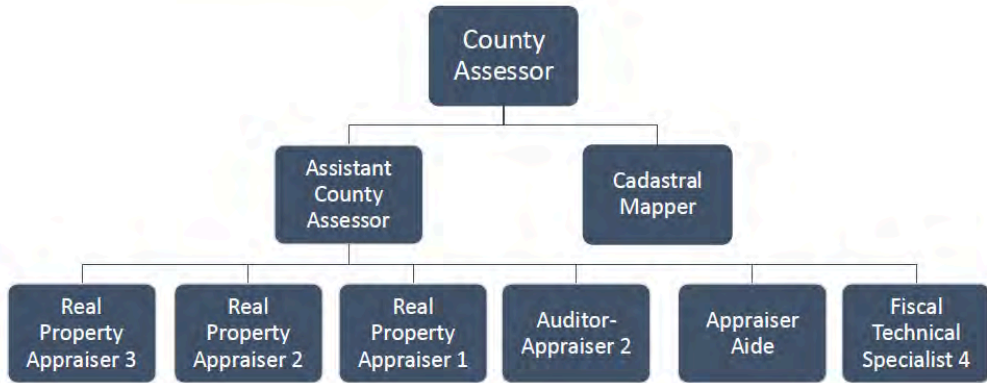 County
Assessor
Assistant
County
Assessor
Cadastral
Mapper
Real
Property
Appraiser 3
Real
Property
Appraiser 2
Real
Property
Appraiser 1
Auditor-
Appraiser 2
Appraiser
Aide
Fiscal
Technical
Specialist 4